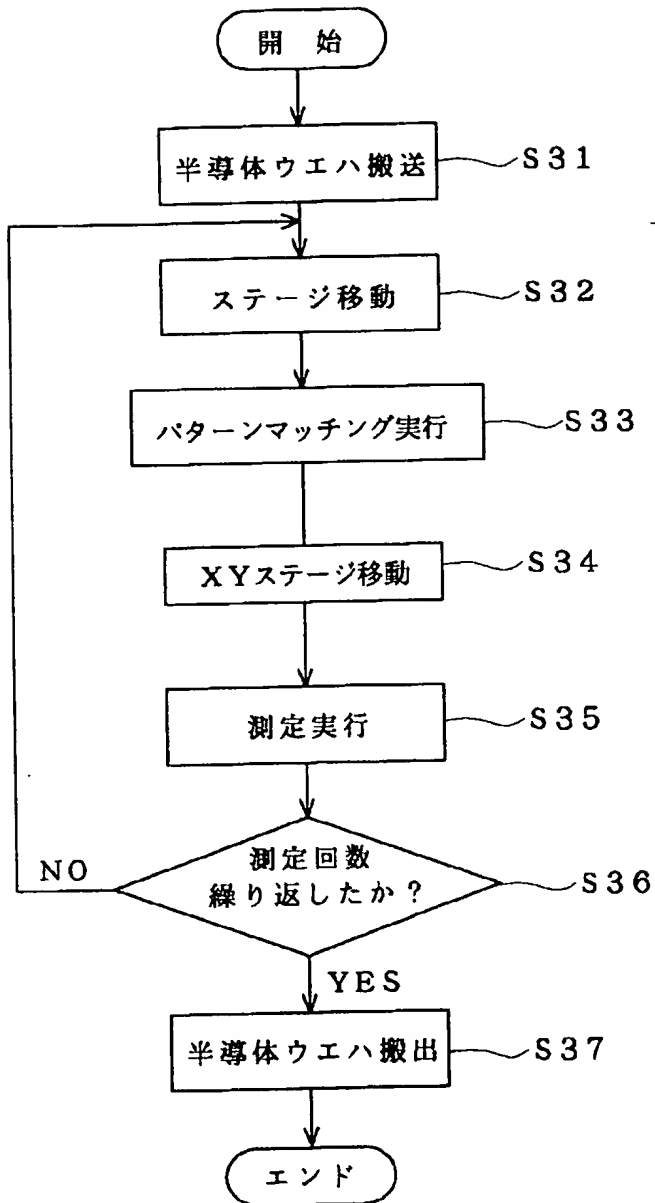 開始
半導体ウエハ搬送
S31
ステージ移動
S32
パターンマッチング実行
S33
XYステージ移動
S34
測定実行
S35
測定回数
繰り返したか？
S36
NO
YES
半導体ウエハ搬出
S37
エンド